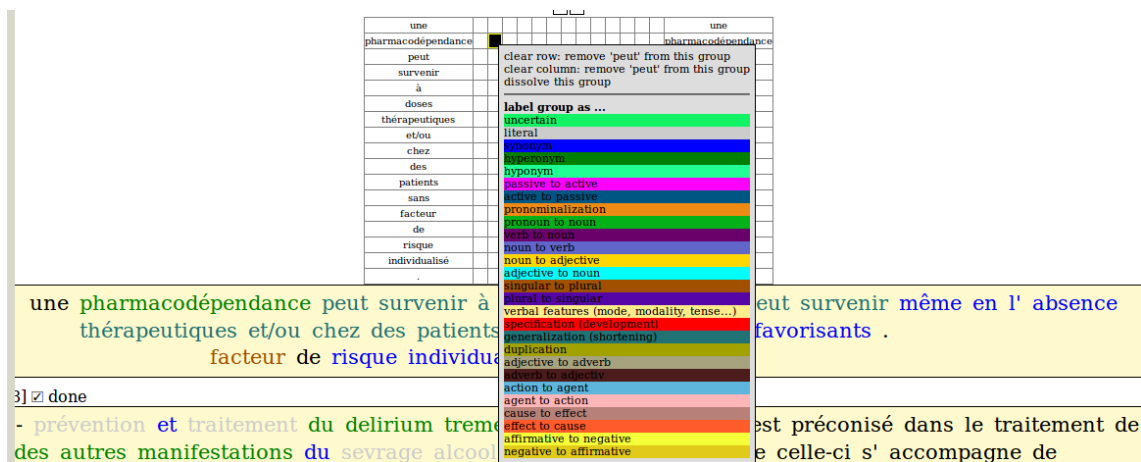 une une
pharmacodépendance pharmacodépendance
peut
survenir
à
doses
thérapeutiques
et/ou
chez
des
patients
sans
facteur
de
risque
individualisé
.
clear row: remove 'peut' from this group
clear column: remove 'peut' from this group
dissolve this group
label group as ...
uncertain
literal
synonym
hyperonym
hyponym
passive to active
active to passive
pronominalization
pronoun to noun
verb to noun
noun to verb
noun to adjective
adjective to noun
singular to plural
plural to singular
verbal features (mode, modality, tense...)
specification (development)
generalization (shortening)
duplication
adjective to adverb
adverb to adjectiv
action to agent
agent to action
cause to effect
effect to cause
affirmative to negative
negative to affirmative
une pharmacodépendance peut survenir à
thérapeutiques et/ou chez des patients
facteur de risque individua
eut survenir même en l' absence
favorisants .
3] ☑ done
- prévention et traitement du delirium treme
des autres manifestations du sevrage alcool
est préconisé dans le traitement de
e celle-ci s' accompagne de